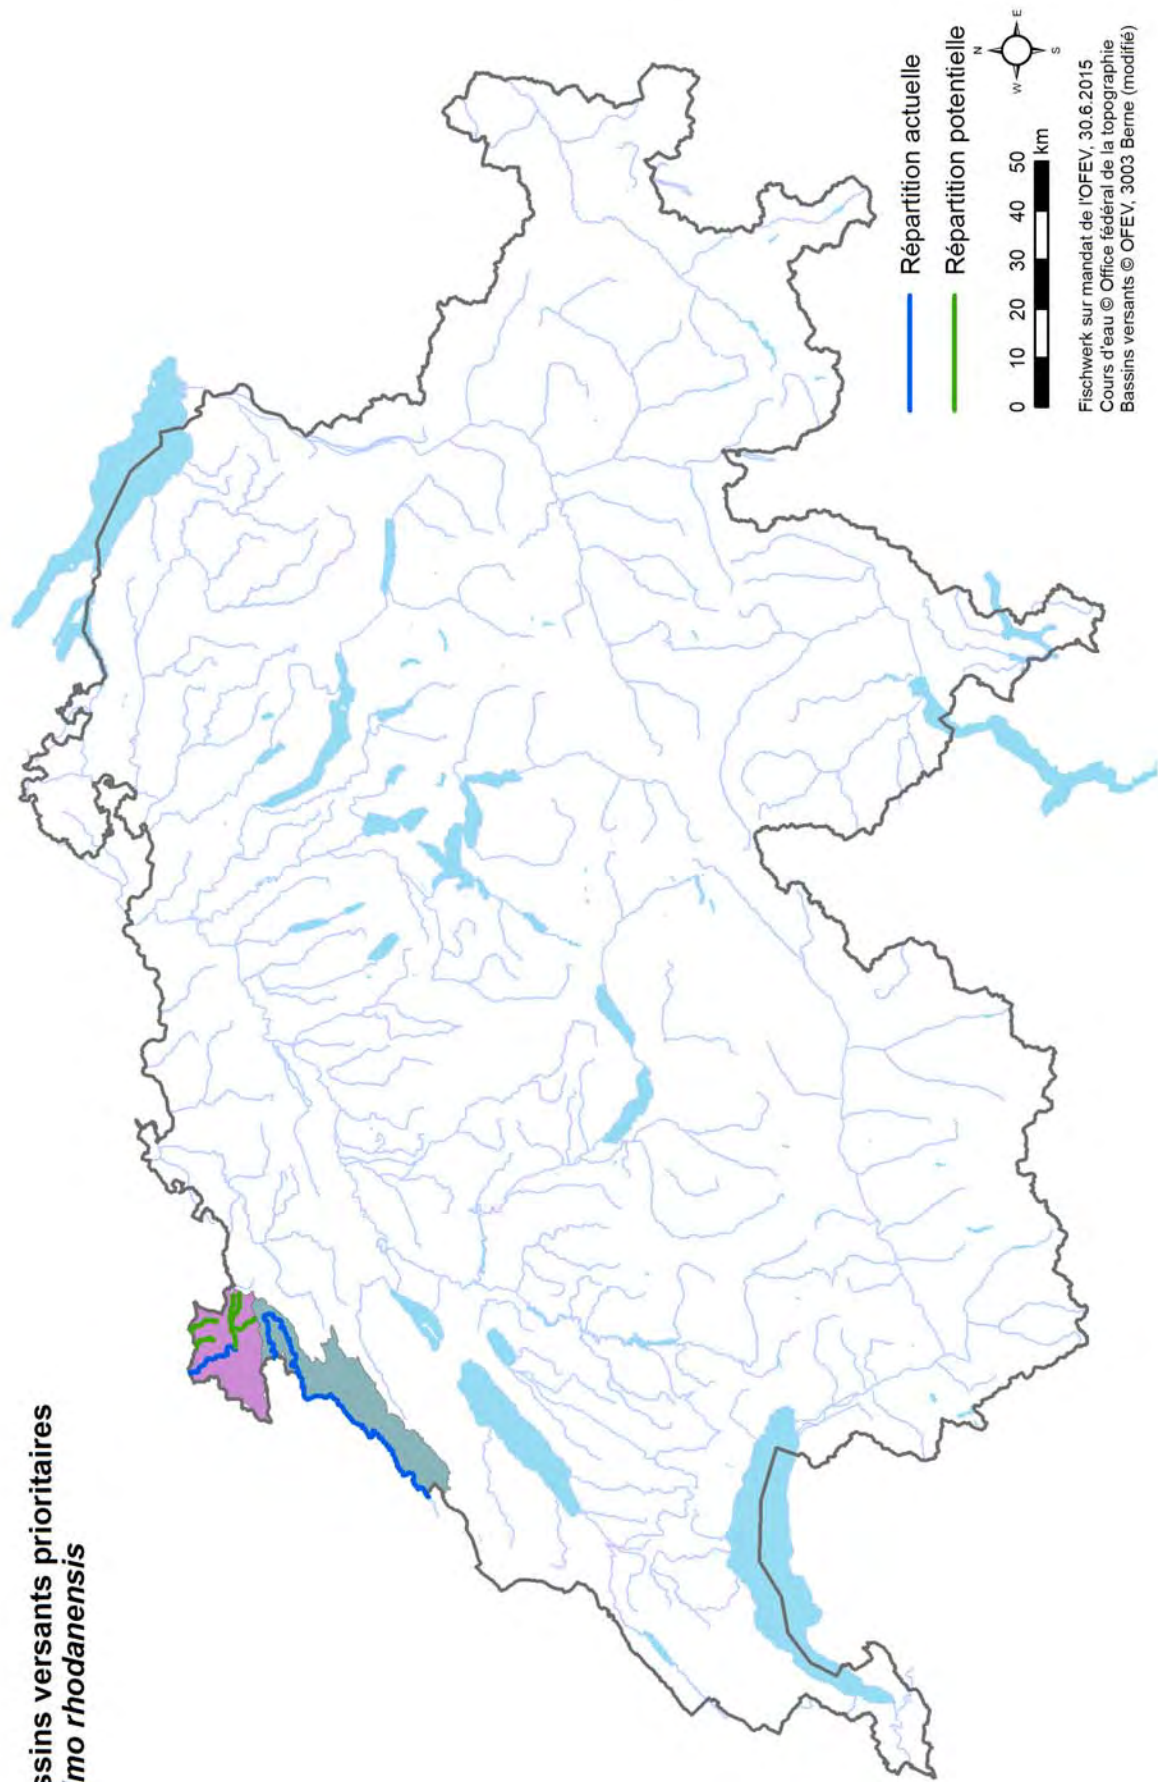 ssins versants prioritaires
mo rhodanensis
Répartition actuelle
Répartition potentielle
N
W E
S
0 10 20 30 40 50
km
Fischwerk sur mandat de l'OFEV, 30.6.2015
Cours d'eau © Office fédéral de la topographie
Bassins versants © OFEV, 3003 Berne (modifié)